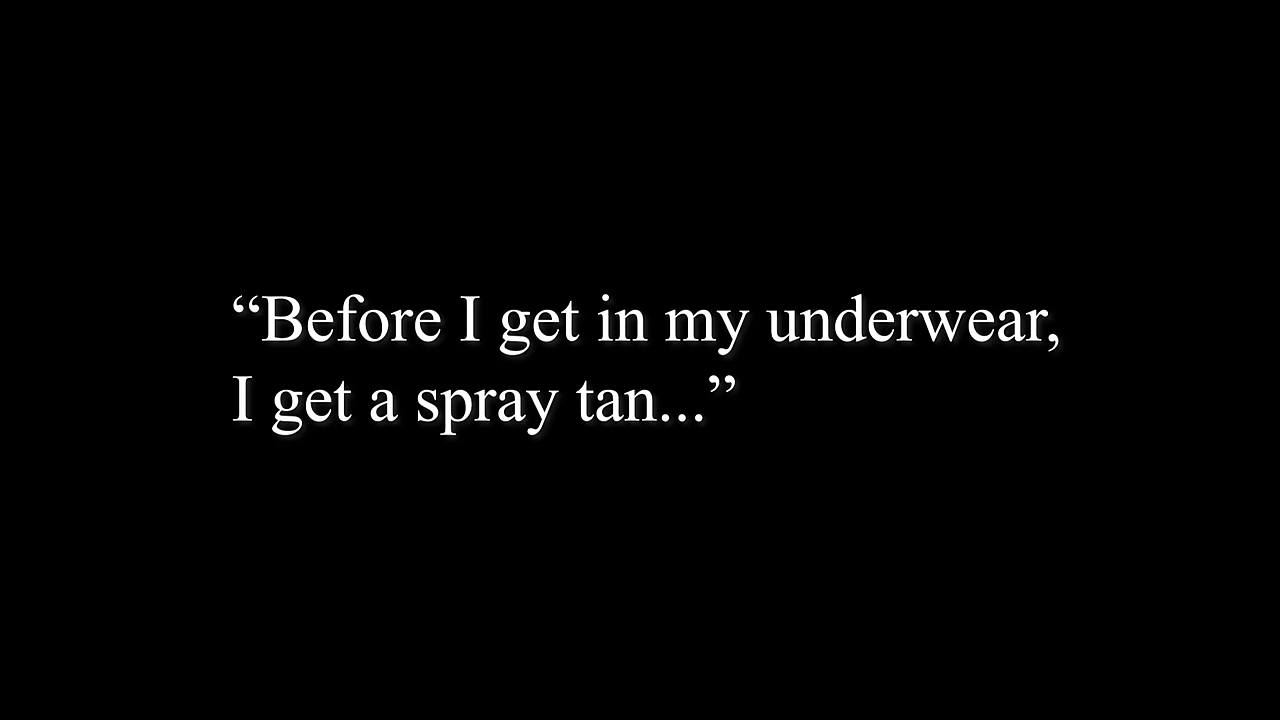 “Before I get in my underwear,
I get a spray tan...”